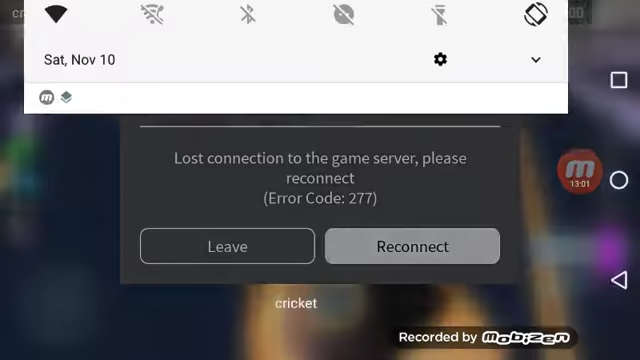 Sat, Nov 10
Lost connection to the game server, please
reconnect
(Error Code: 277)
13:01
Leave
Reconnect
cricket
Recorded by Mobizen